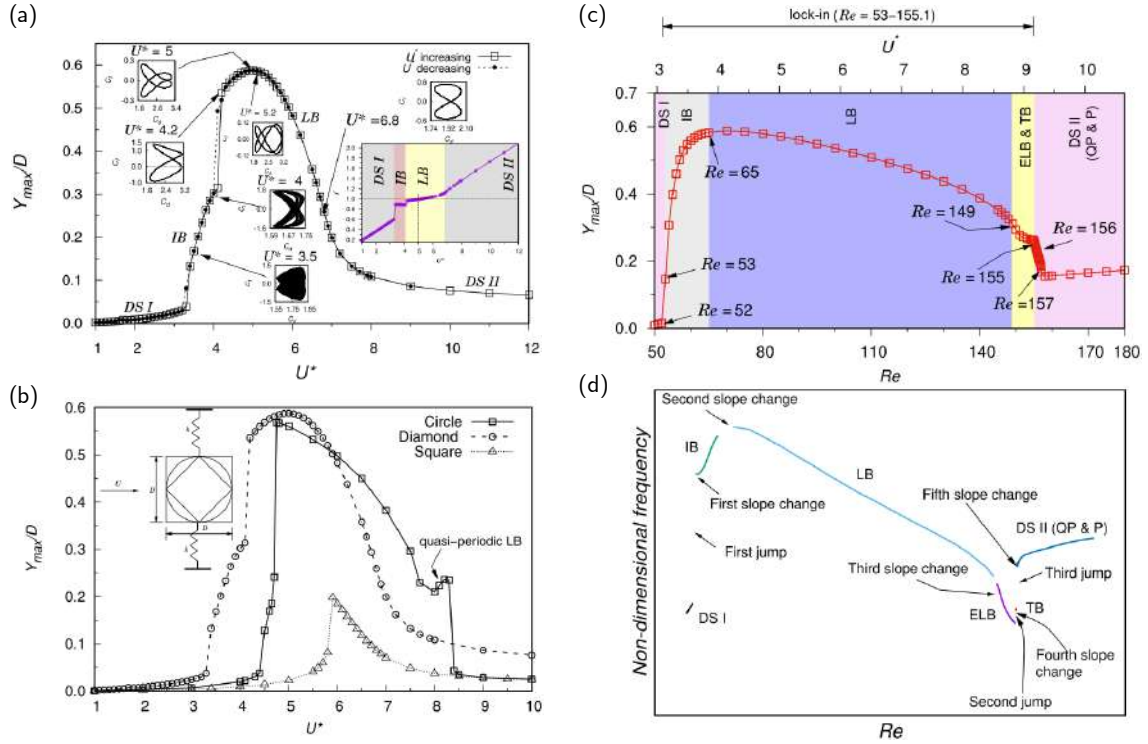 (a)
Y_max/D
0.6
0.5
0.4
0.3
0.2
0.1
0.0
1 2 4 6 8 10 12
U*
U* increasing
U* decreasing
U* = 5
U* = 4.2
U* = 5.2
U* = 4
U* = 3.5
U* = 6.8
LB
IB
DS I
DS II
DS I
IB
LB
DS II
(b)
Y_max/D
0.6
0.5
0.4
0.3
0.2
0.1
0.0
1 2 3 4 5 6 7 8 9 10
U*
Circle
Diamond
Square
quasi-periodic LB
U
D
D
k
k
(c)
lock-in (Re = 53–155.1)
U*
3 4 5 6 7 8 9 10
Y_max/D
0.7
0.6
0.4
0.2
0.0
50 80 110 150 170 180
Re
DS I
IB
LB
ELB & TB
DS II
(QP & P)
Re = 65
Re = 53
Re = 52
Re = 149
Re = 155
Re = 156
Re = 157
(d)
Non-dimensional frequency
Re
Second slope change
IB
First slope change
First jump
DS I
LB
Fifth slope change
DS II (QP & P)
Third slope change
Third jump
ELB
TB
Fourth slope
change
Second jump